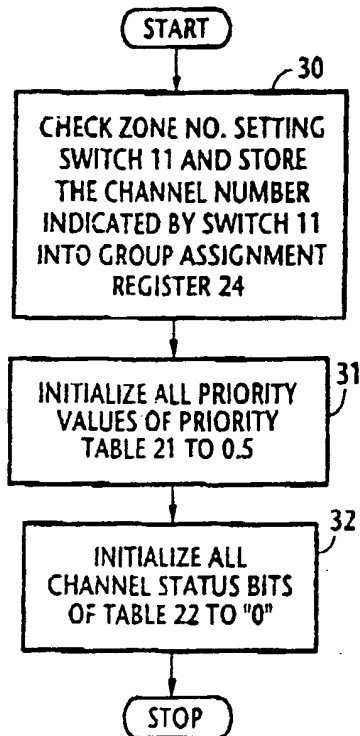 START
30
CHECK ZONE NO. SETTING
SWITCH 11 AND STORE
THE CHANNEL NUMBER
INDICATED BY SWITCH 11
INTO GROUP ASSIGNMENT
REGISTER 24
31
INITIALIZE ALL PRIORITY
VALUES OF PRIORITY
TABLE 21 TO 0.5
32
INITIALIZE ALL
CHANNEL STATUS BITS
OF TABLE 22 TO "0"
STOP